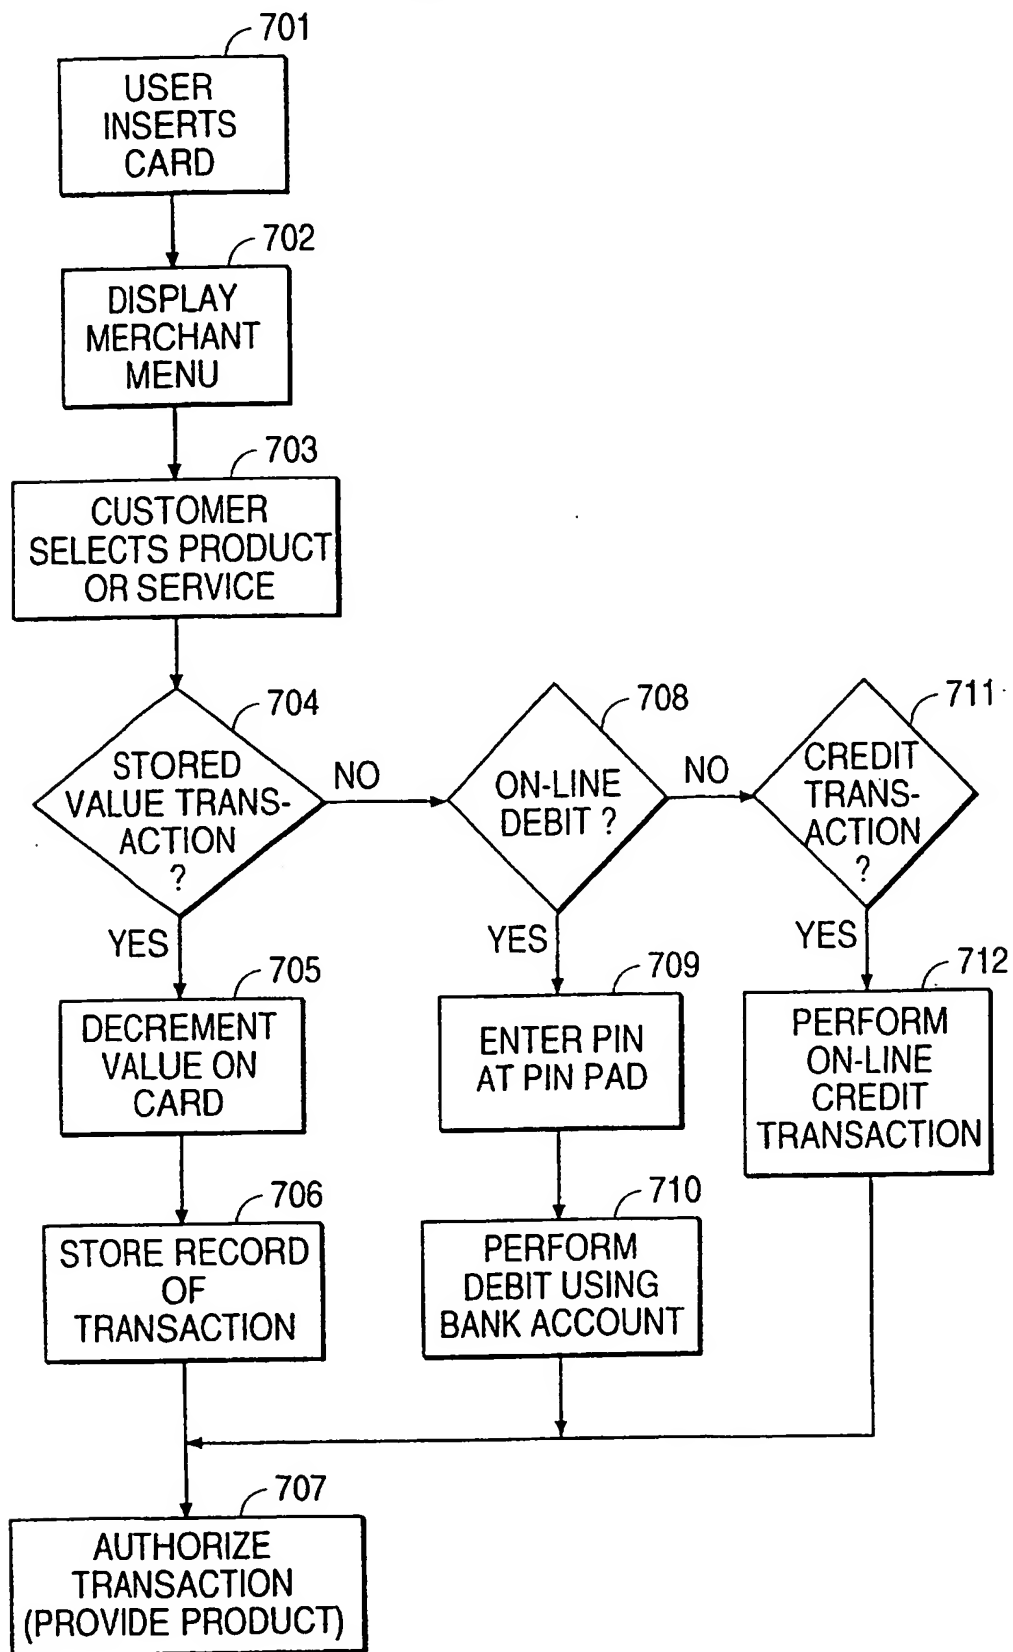 701
USER
INSERTS
CARD
702
DISPLAY
MERCHANT
MENU
703
CUSTOMER
SELECTS PRODUCT
OR SERVICE
704
STORED
VALUE TRANS-
ACTION
?
NO
YES
708
ON-LINE
DEBIT ?
NO
YES
711
CREDIT
TRANS-
ACTION
?
YES
705
DECREMENT
VALUE ON
CARD
709
ENTER PIN
AT PIN PAD
712
PERFORM
ON-LINE
CREDIT
TRANSACTION
706
STORE RECORD
OF
TRANSACTION
710
PERFORM
DEBIT USING
BANK ACCOUNT
707
AUTHORIZE
TRANSACTION
(PROVIDE PRODUCT)